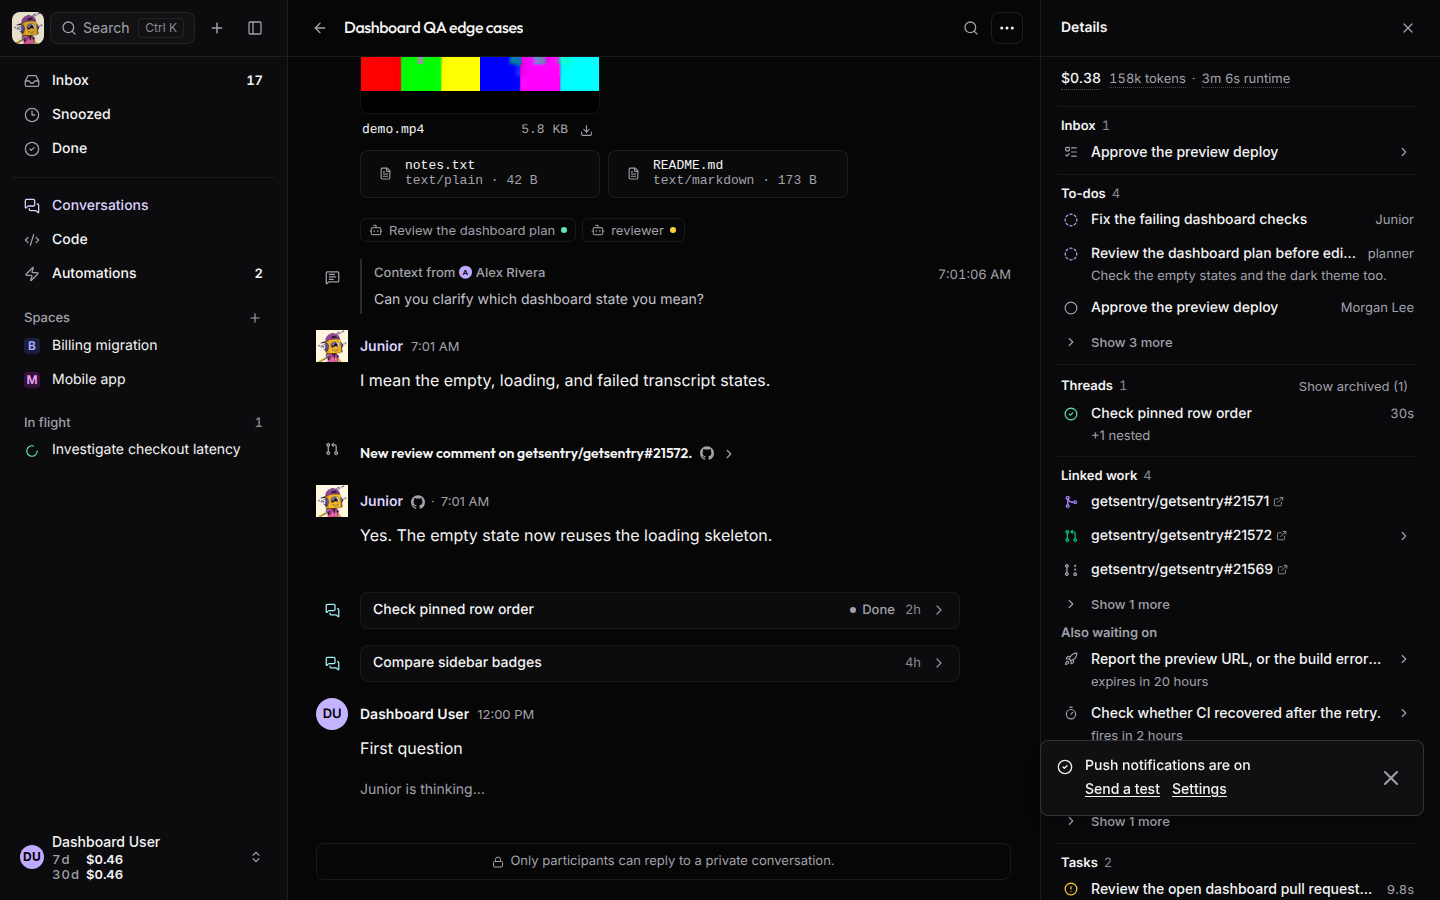 Search Ctrl K
Inbox 17
Snoozed
Done
Conversations
Code
Automations 2
Spaces
B Billing migration
M Mobile app
In flight 1
Investigate checkout latency
DU Dashboard User
7d $0.46
30d $0.46
Dashboard QA edge cases
demo.mp4 5.8 KB
notes.txt
text/plain · 42 B
README.md
text/markdown · 173 B
Review the dashboard plan
reviewer
Context from A Alex Rivera 7:01:06 AM
Can you clarify which dashboard state you mean?
Junior 7:01 AM
I mean the empty, loading, and failed transcript states.
New review comment on getsentry/getsentry#21572.
Junior · 7:01 AM
Yes. The empty state now reuses the loading skeleton.
Check pinned row order Done 2h
Compare sidebar badges 4h
DU Dashboard User 12:00 PM
First question
Junior is thinking...
Only participants can reply to a private conversation.
Details
$0.38 158k tokens · 3m 6s runtime
Inbox 1
Approve the preview deploy
To-dos 4
Fix the failing dashboard checks Junior
Review the dashboard plan before edi... planner
Check the empty states and the dark theme too.
Approve the preview deploy Morgan Lee
Show 3 more
Threads 1 Show archived (1)
Check pinned row order 30s
+1 nested
Linked work 4
getsentry/getsentry#21571
getsentry/getsentry#21572
getsentry/getsentry#21569
Show 1 more
Also waiting on
Report the preview URL, or the build error...
expires in 20 hours
Check whether CI recovered after the retry.
fires in 2 hours
Push notifications are on
Send a test Settings
Show 1 more
Tasks 2
Review the open dashboard pull request... 9.8s